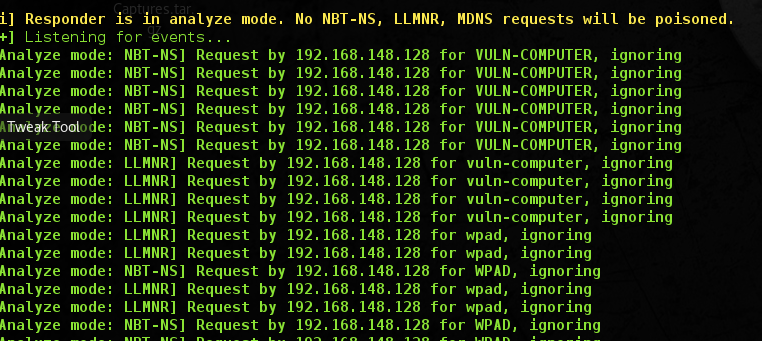 Captures.tar.
i] Responder is in analyze mode. No NBT-NS, LLMNR, MDNS requests will be poisoned.
+] Listening for events...
Analyze mode: NBT-NS] Request by 192.168.148.128 for VULN-COMPUTER, ignoring
Analyze mode: NBT-NS] Request by 192.168.148.128 for VULN-COMPUTER, ignoring
Analyze mode: NBT-NS] Request by 192.168.148.128 for VULN-COMPUTER, ignoring
Analyze mode: NBT-NS] Request by 192.168.148.128 for VULN-COMPUTER, ignoring
Tweak Tool NBT-NS] Request by 192.168.148.128 for VULN-COMPUTER, ignoring
Analyze mode: NBT-NS] Request by 192.168.148.128 for VULN-COMPUTER, ignoring
Analyze mode: LLMNR] Request by 192.168.148.128 for vuln-computer, ignoring
Analyze mode: LLMNR] Request by 192.168.148.128 for vuln-computer, ignoring
Analyze mode: LLMNR] Request by 192.168.148.128 for vuln-computer, ignoring
Analyze mode: LLMNR] Request by 192.168.148.128 for vuln-computer, ignoring
Analyze mode: LLMNR] Request by 192.168.148.128 for wpad, ignoring
Analyze mode: LLMNR] Request by 192.168.148.128 for wpad, ignoring
Analyze mode: NBT-NS] Request by 192.168.148.128 for WPAD, ignoring
Analyze mode: LLMNR] Request by 192.168.148.128 for wpad, ignoring
Analyze mode: LLMNR] Request by 192.168.148.128 for wpad, ignoring
Analyze mode: NBT-NS] Request by 192.168.148.128 for WPAD, ignoring